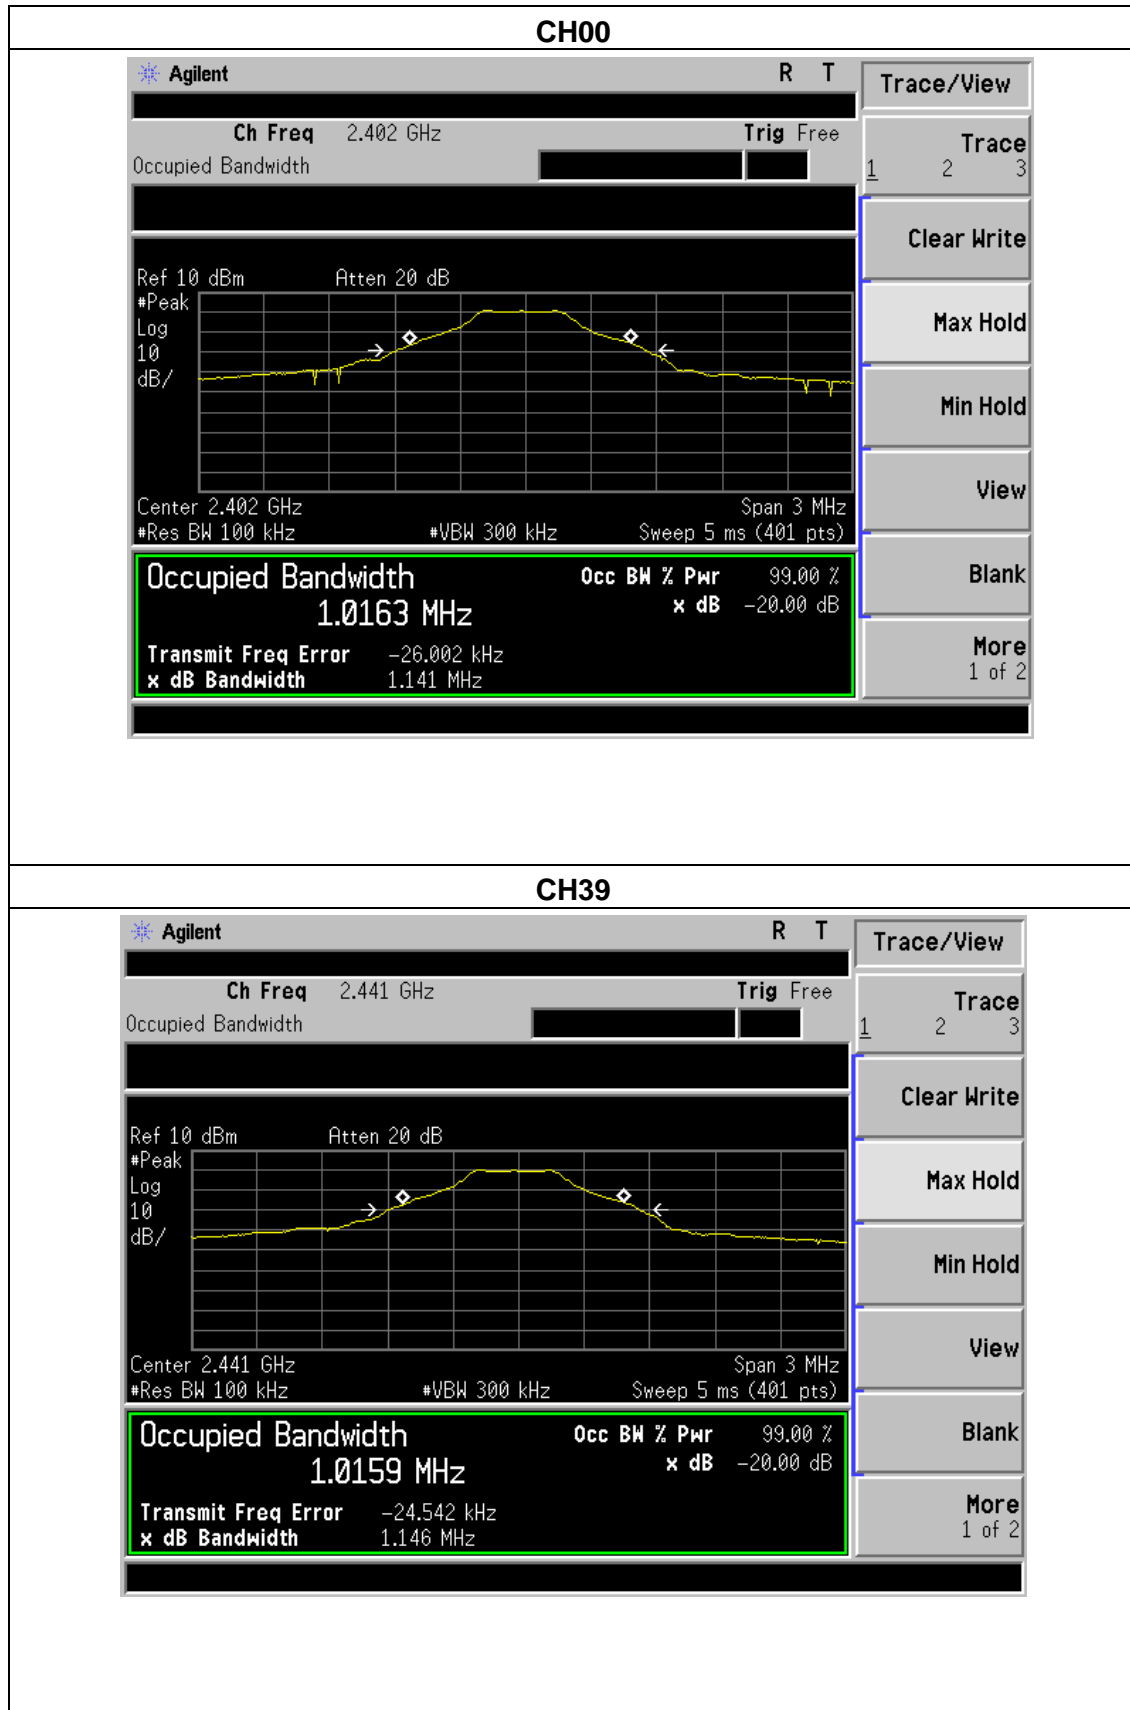 CH00
Agilent R T
Trace/View
Ch Freq 2.402 GHz Trig Free
Occupied Bandwidth
Trace
1 2 3
Clear Write
Max Hold
Min Hold
View
Blank
More
1 of 2
Ref 10 dBm Atten 20 dB
#Peak
Log
10
dB/
Center 2.402 GHz Span 3 MHz
#Res BW 100 kHz #VBW 300 kHz Sweep 5 ms (401 pts)
Occupied Bandwidth Occ BW % Pwr 99.00 %
1.0163 MHz x dB -20.00 dB
Transmit Freq Error -26.002 kHz
x dB Bandwidth 1.141 MHz
CH39
Agilent R T
Trace/View
Ch Freq 2.441 GHz Trig Free
Occupied Bandwidth
Trace
1 2 3
Clear Write
Max Hold
Min Hold
View
Blank
More
1 of 2
Ref 10 dBm Atten 20 dB
#Peak
Log
10
dB/
Center 2.441 GHz Span 3 MHz
#Res BW 100 kHz #VBW 300 kHz Sweep 5 ms (401 pts)
Occupied Bandwidth Occ BW % Pwr 99.00 %
1.0159 MHz x dB -20.00 dB
Transmit Freq Error -24.542 kHz
x dB Bandwidth 1.146 MHz